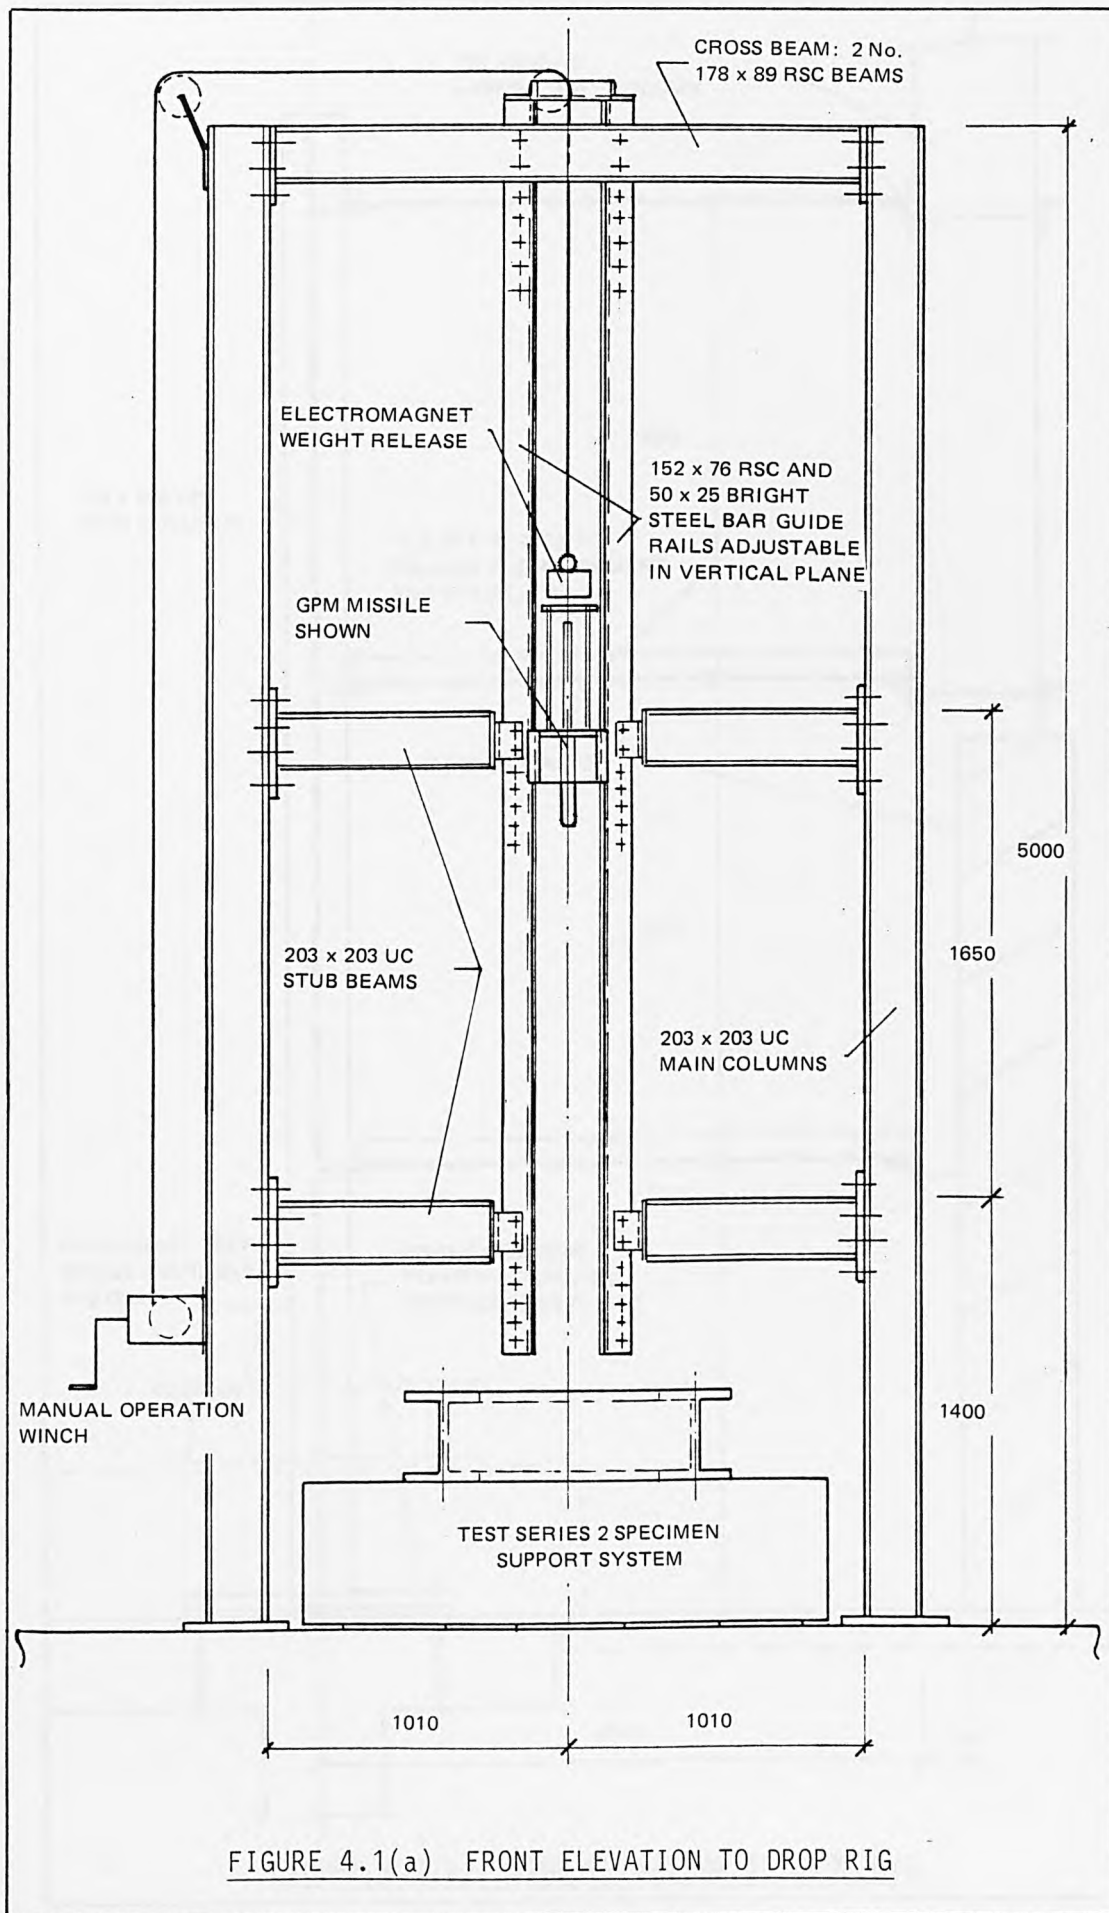 CROSS BEAM: 2 No.
178 x 89 RSC BEAMS
ELECTROMAGNET
WEIGHT RELEASE
152 x 76 RSC AND
50 x 25 BRIGHT
STEEL BAR GUIDE
RAILS ADJUSTABLE
IN VERTICAL PLANE
GPM MISSILE
SHOWN
5000
1650
203 x 203 UC
STUB BEAMS
203 x 203 UC
MAIN COLUMNS
MANUAL OPERATION
WINCH
1400
TEST SERIES 2 SPECIMEN
SUPPORT SYSTEM
1010
1010
FIGURE 4.1(a) FRONT ELEVATION TO DROP RIG